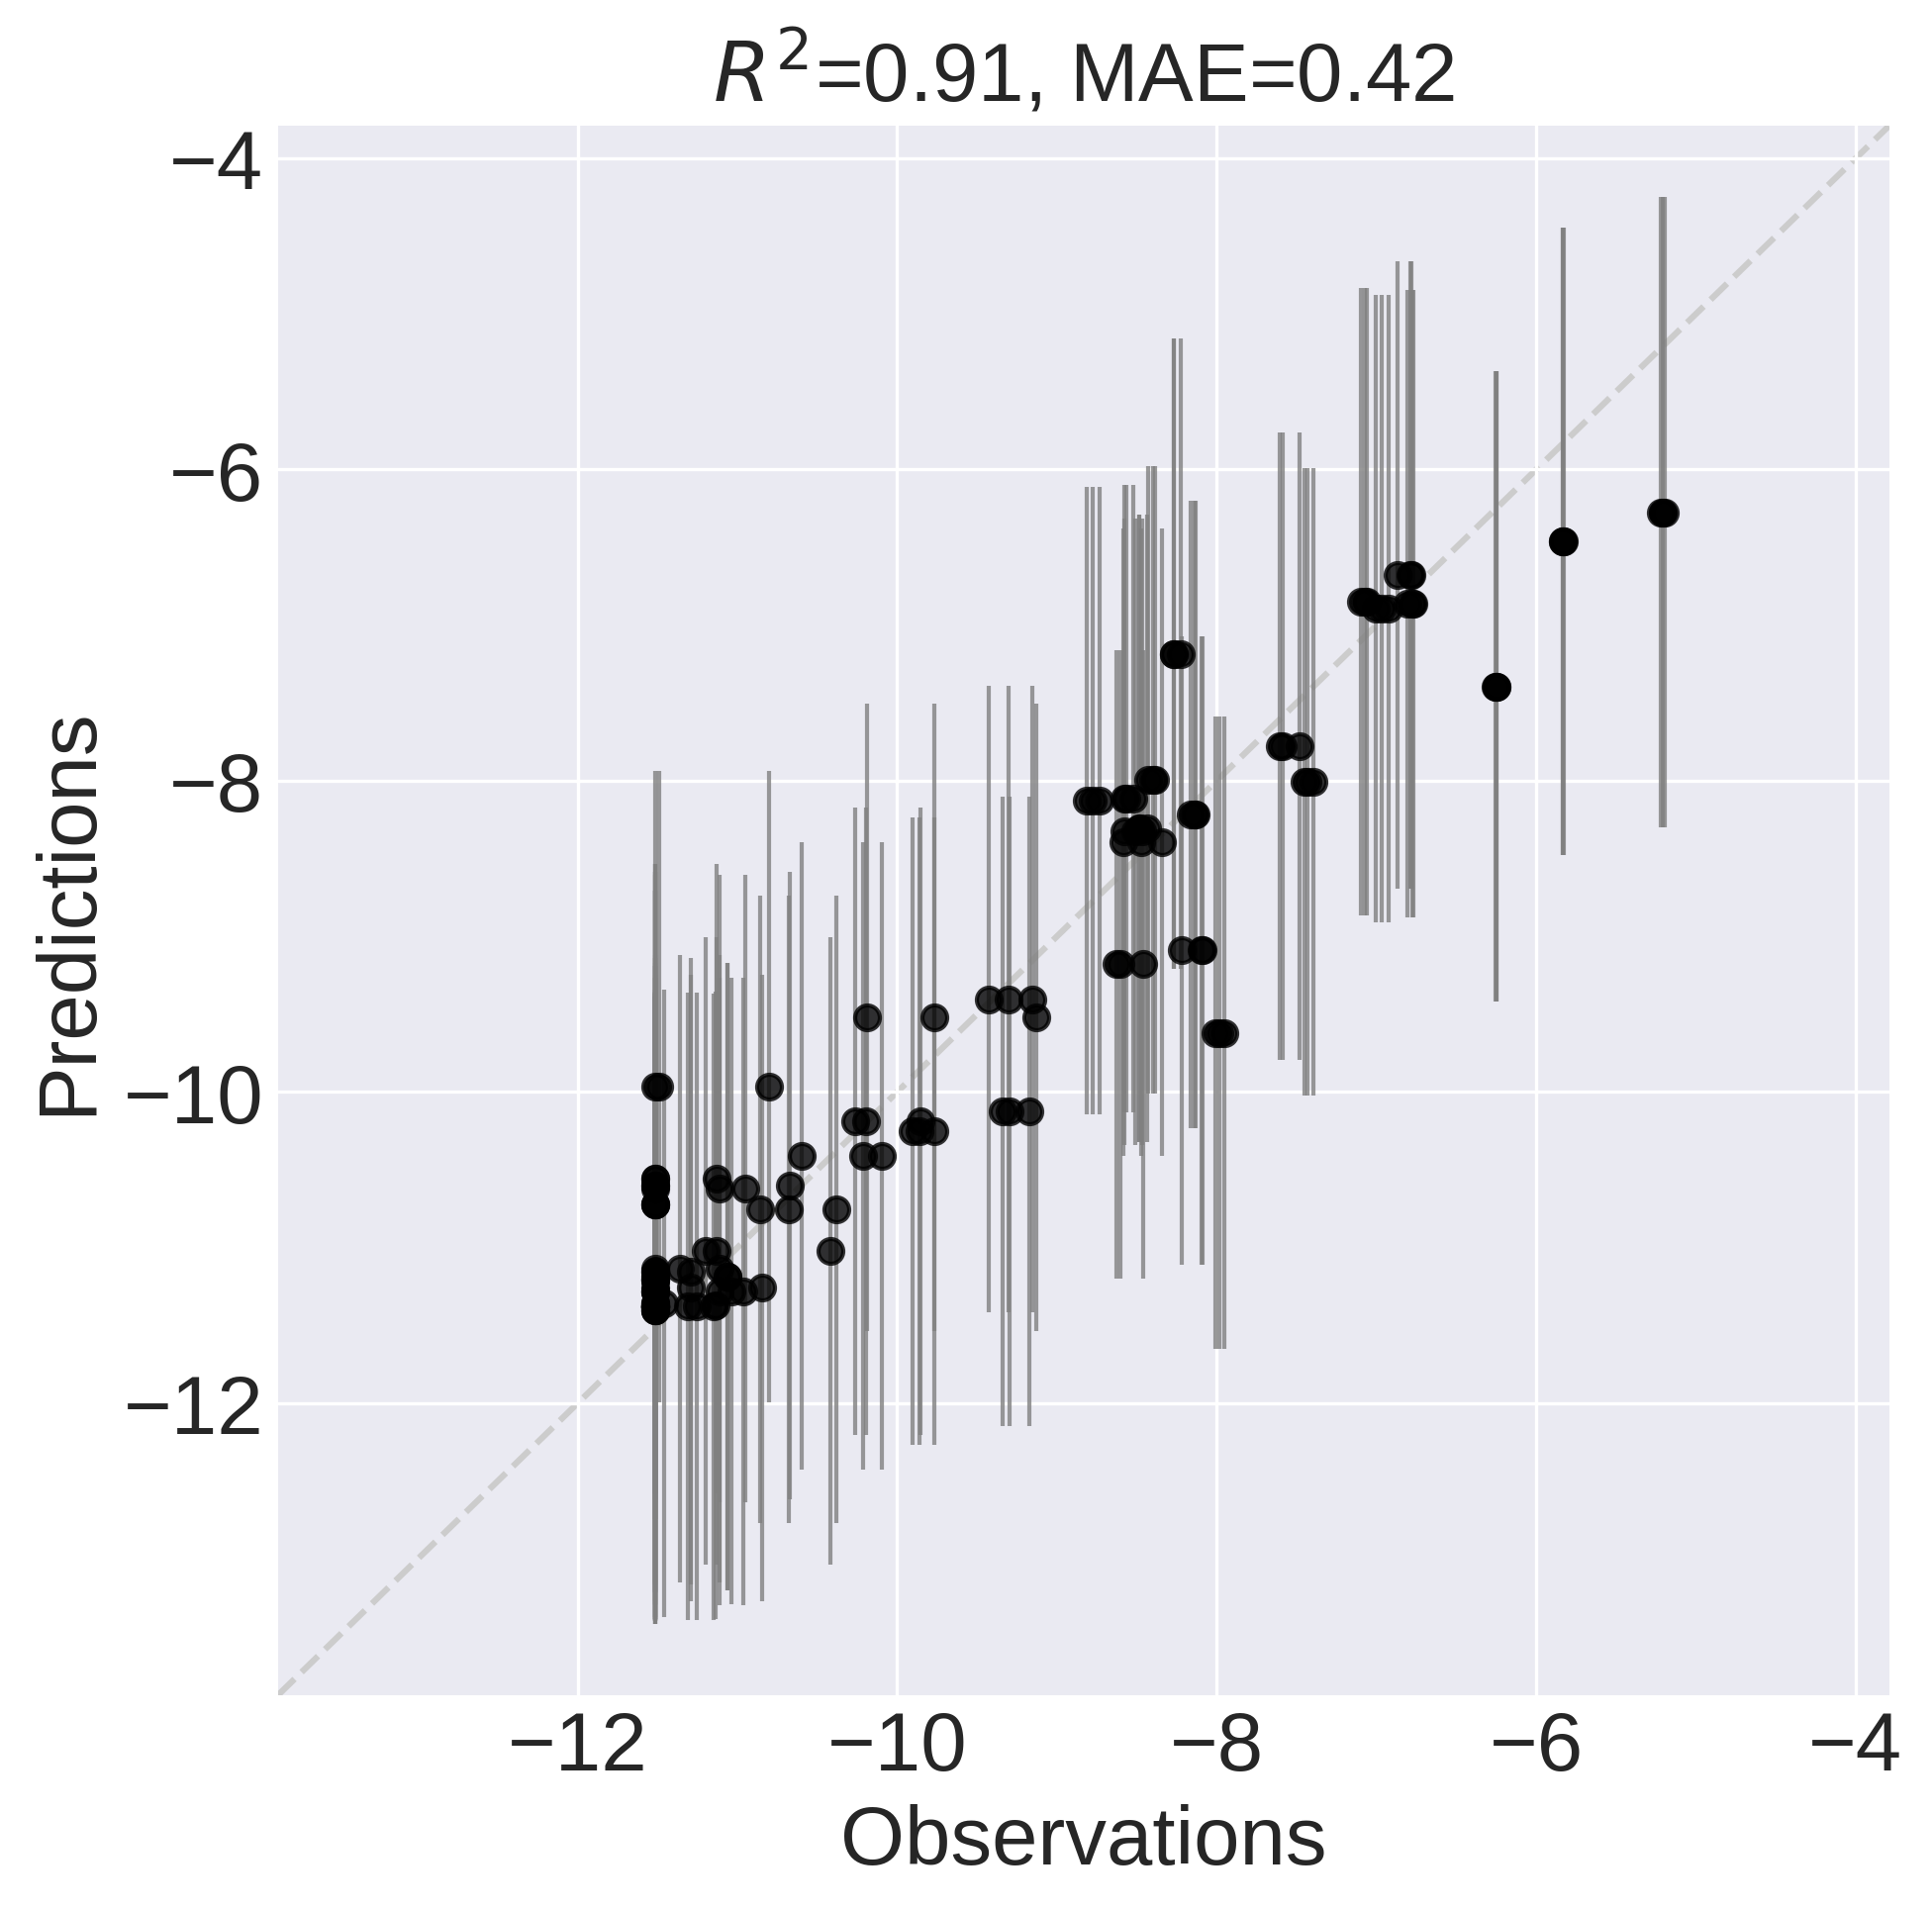 R²=0.91, MAE=0.42
−4
−6
−8
−10
−12
Predictions
−12 −10 −8 −6 −4
Observations